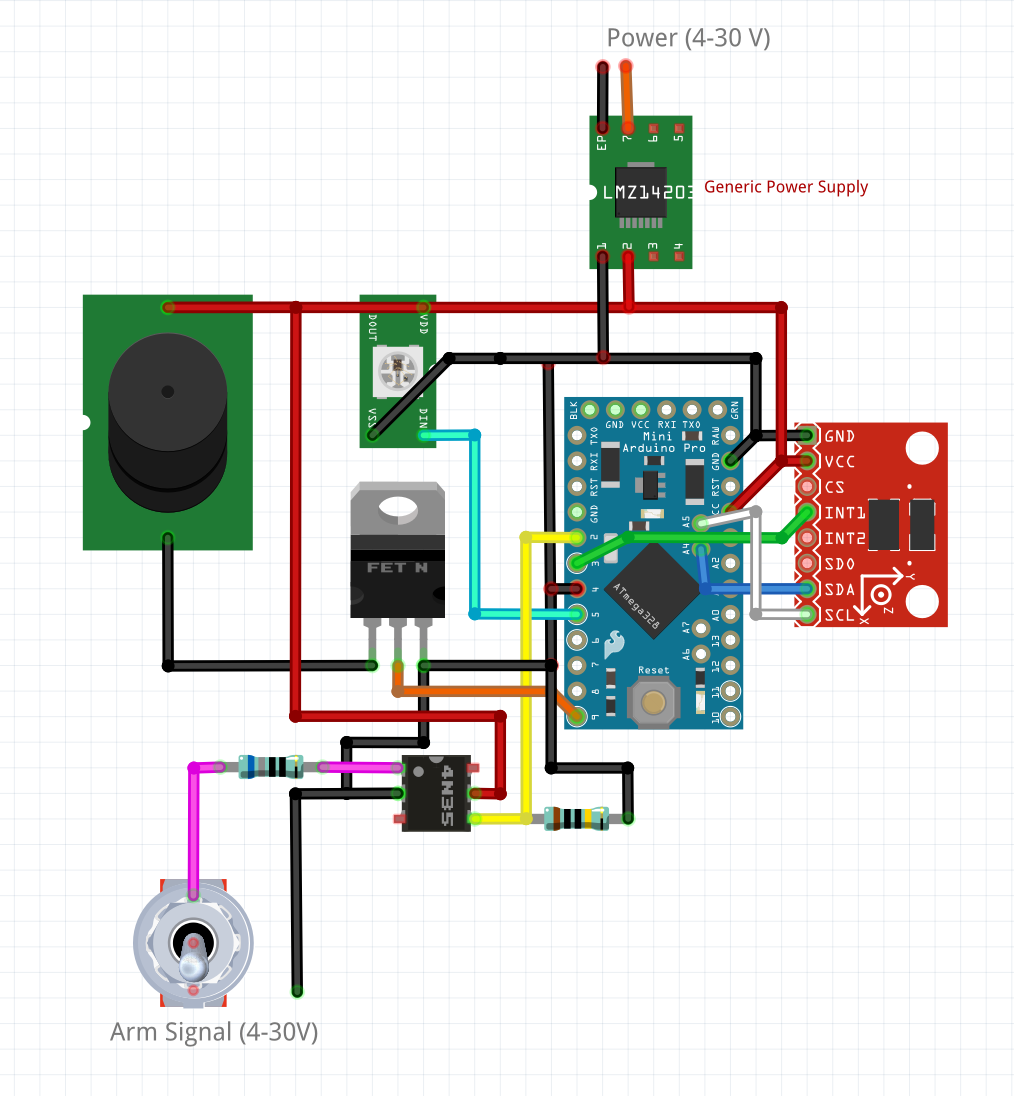 Power (4-30 V)
EP 7 6 5
LMZ14203
Generic Power Supply
1 2 3 4
DOUT VDD
VSS DIN
BLK GND VCC RXI TXO GRN
Mini
Arduino Pro
TXO
RXI
RST
GND
2
3
4
5
6
7
8
9
RAW
GND
RST
CC
A5
A4
A2
A0
A7
A6
13
12
11
10
ATmega328
Reset
GND
VCC
CS
INT1
INT2
SDO
SDA
SCL
X Y Z
FET N
4N35
Arm Signal (4-30V)